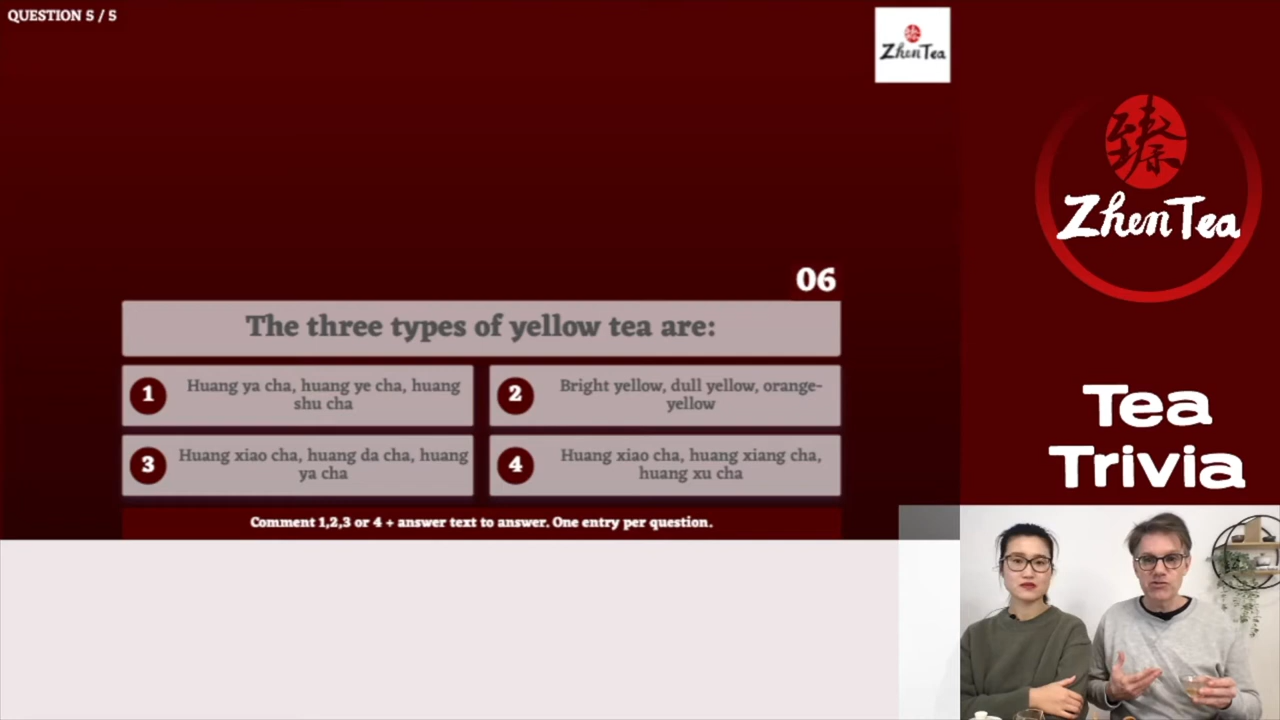 QUESTION 5 / 5
臻
ZhenTea
06
The three types of yellow tea are:
1
Huang ya cha, huang ye cha, huang
shu cha
2
Bright yellow, dull yellow, orange-
yellow
3
Huang xiao cha, huang da cha, huang
ya cha
4
Huang xiao cha, huang xiang cha,
huang xu cha
Comment 1,2,3 or 4 + answer text to answer. One entry per question.
臻
ZhenTea
Tea
Trivia